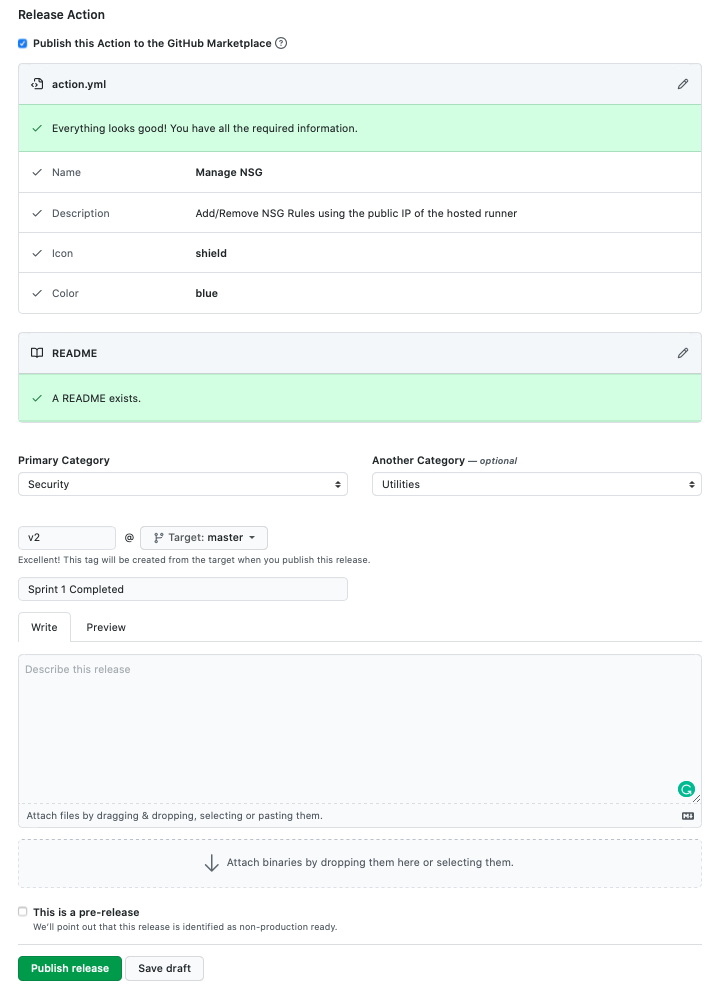 Release Action
Publish this Action to the GitHub Marketplace ?
action.yml
Everything looks good! You have all the required information.
Name Manage NSG
Description Add/Remove NSG Rules using the public IP of the hosted runner
Icon shield
Color blue
README
A README exists.
Primary Category Another Category — optional
Security Utilities
v2 @ Target: master
Excellent! This tag will be created from the target when you publish this release.
Sprint 1 Completed
Write Preview
Describe this release
Attach files by dragging & dropping, selecting or pasting them.
Attach binaries by dropping them here or selecting them.
This is a pre-release
We’ll point out that this release is identified as non-production ready.
Publish release Save draft